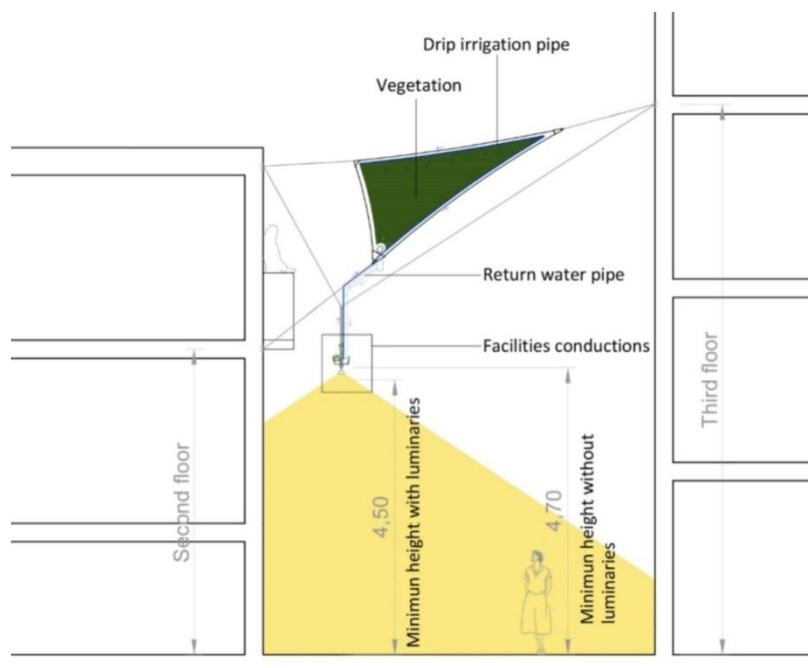 Drip irrigation pipe
Vegetation
Return water pipe
Facilities conductions
Third floor
Second floor
4,50
Minimun height with luminaries
4,70
Minimun height without
luminaries